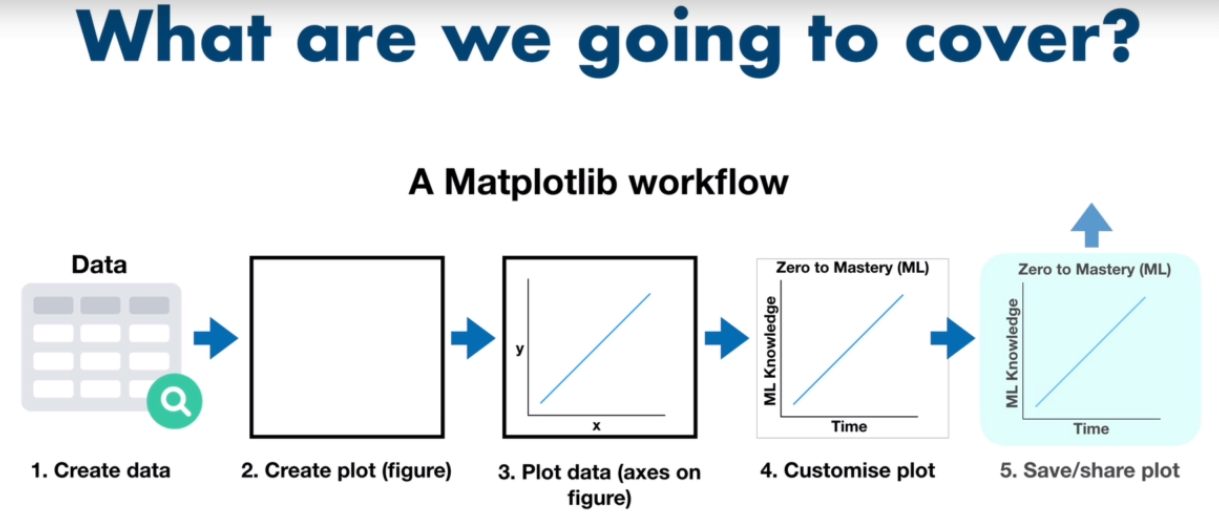 What are we going to cover?
A Matplotlib workflow
Data
1. Create data
2. Create plot (figure)
y
x
3. Plot data (axes on
figure)
Zero to Mastery (ML)
ML Knowledge
Time
4. Customise plot
Zero to Mastery (ML)
ML Knowledge
Time
5. Save/share plot